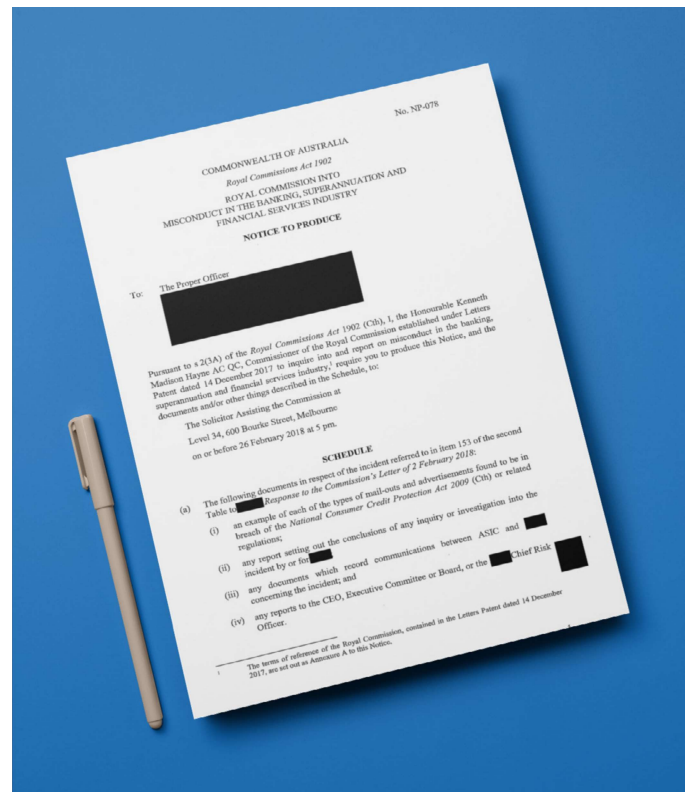 No. NP-078
COMMONWEALTH OF AUSTRALIA
Royal Commissions Act 1902
ROYAL COMMISSION INTO
MISCONDUCT IN THE BANKING, SUPERANNUATION AND
FINANCIAL SERVICES INDUSTRY
NOTICE TO PRODUCE
To: The Proper Officer
Pursuant to s 2(3A) of the Royal Commissions Act 1902 (Cth), I, the Honourable Kenneth
Madison Hayne AC QC, Commissioner of the Royal Commission established under Letters
Patent dated 14 December 2017 to inquire into and report on misconduct in the banking,
superannuation and financial services industry,¹ require you to produce this Notice, and the
documents and/or other things described in the Schedule, to:
The Solicitor Assisting the Commission at
Level 34, 600 Bourke Street, Melbourne
on or before 26 February 2018 at 5 pm.
SCHEDULE
(a) The following documents in respect of the incident referred to in item 153 of the second
Table to Response to the Commission's Letter of 2 February 2018:
(i) an example of each of the types of mail-outs and advertisements found to be in
breach of the National Consumer Credit Protection Act 2009 (Cth) or related
regulations;
(ii) any report setting out the conclusions of any inquiry or investigation into the
incident by or for
(iii) any documents which record communications between ASIC and
concerning the incident; and
(iv) any reports to the CEO, Executive Committee or Board, or the Chief Risk
Officer.
¹ The terms of reference of the Royal Commission, contained in the Letters Patent dated 14 December
2017, are set out as Annexure A to this Notice.